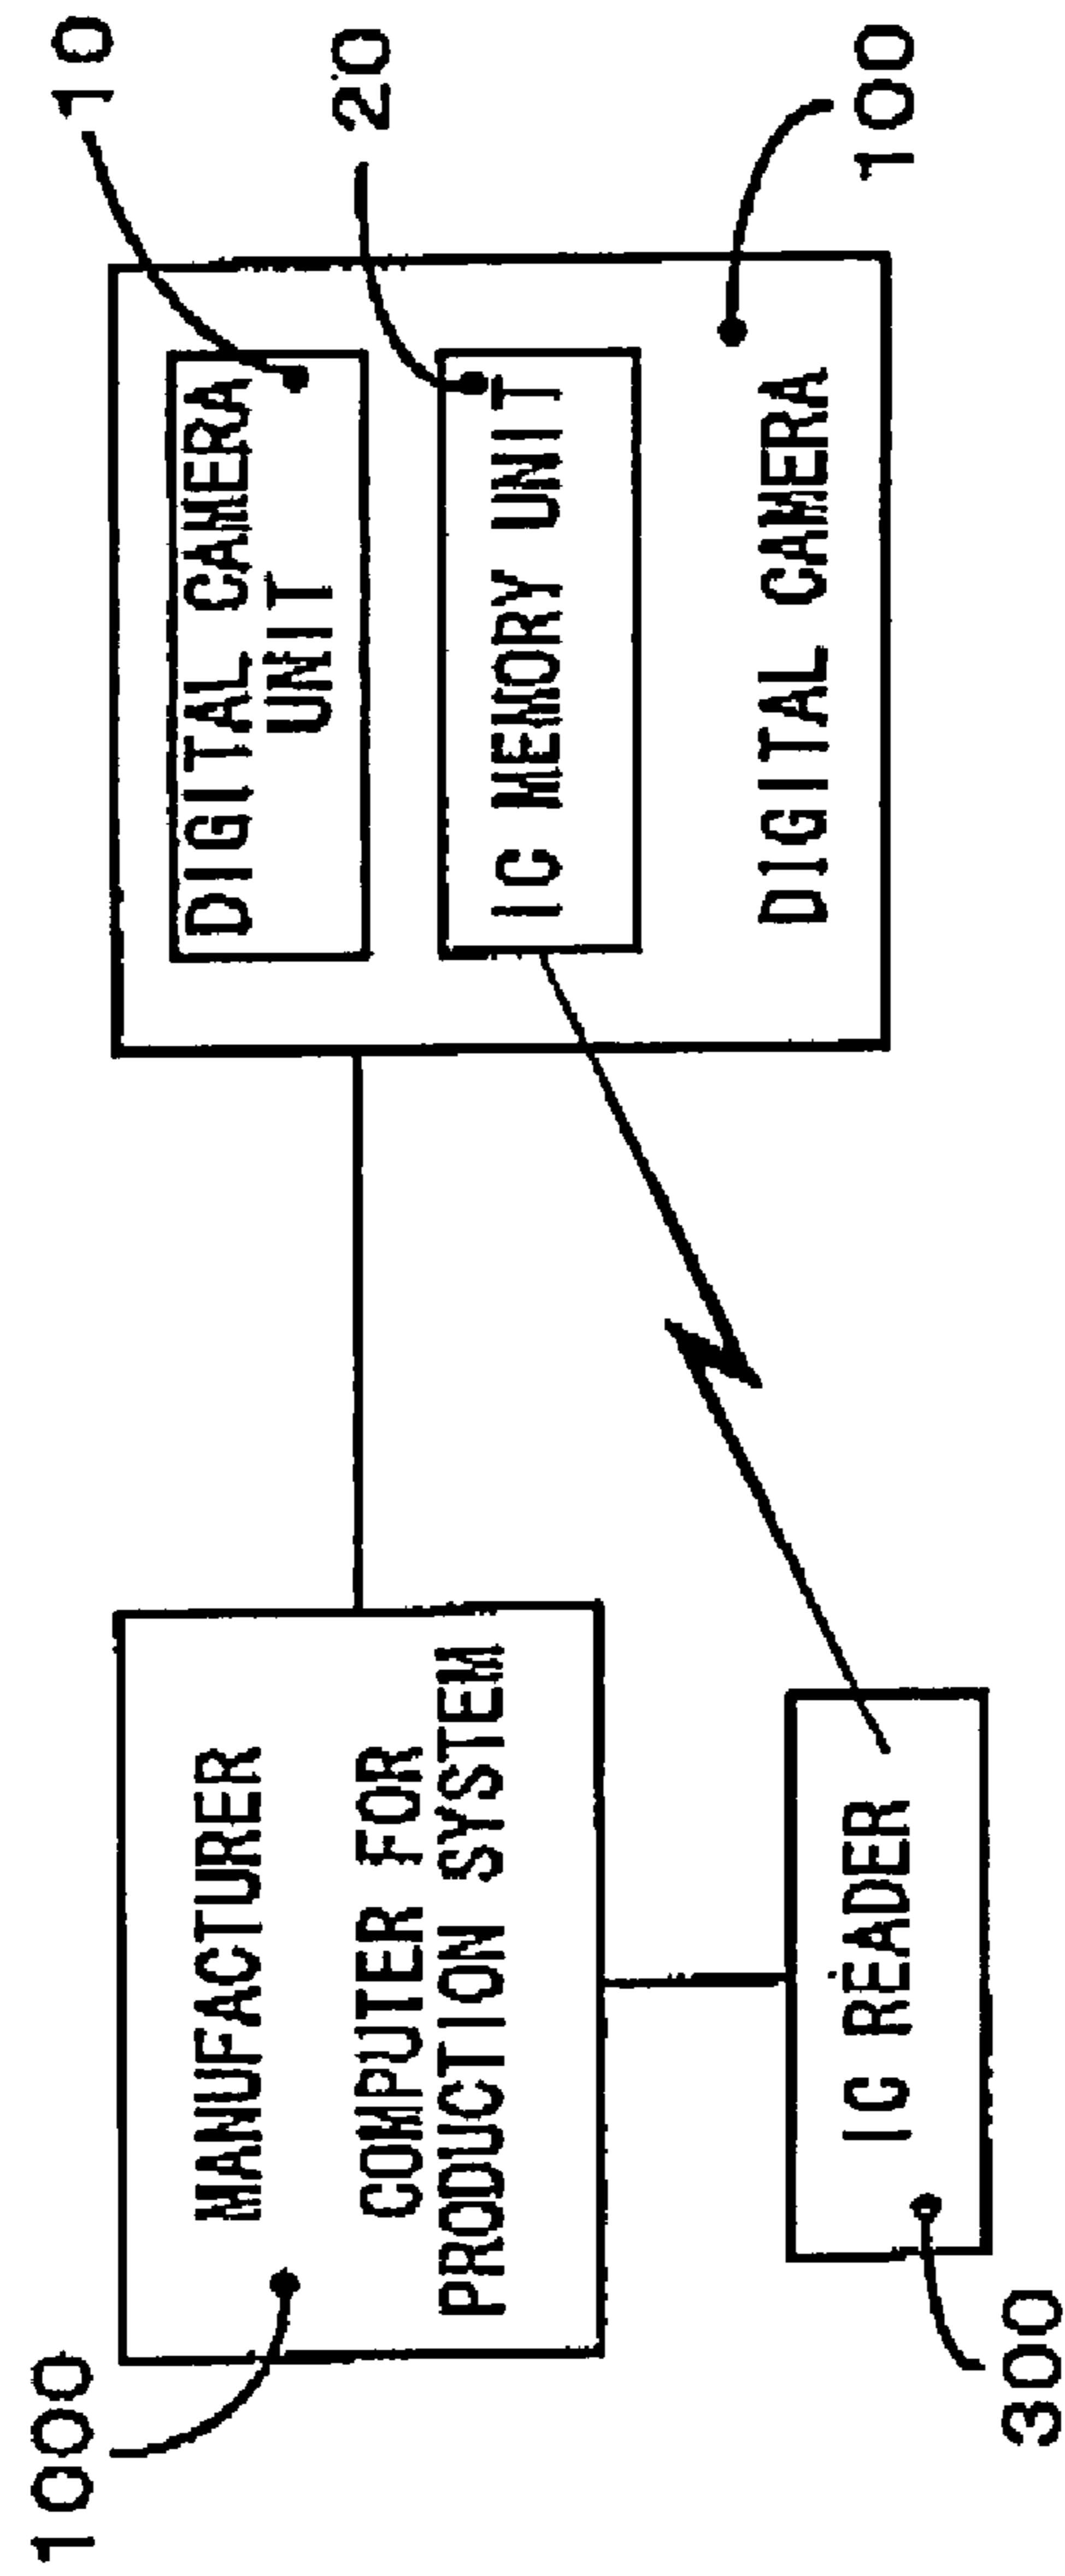 1000
MANUFACTURER
COMPUTER FOR
PRODUCTION SYSTEM
IC READER
300
10
DIGITAL CAMERA
UNIT
20
IC MEMORY UNIT
DIGITAL CAMERA
100